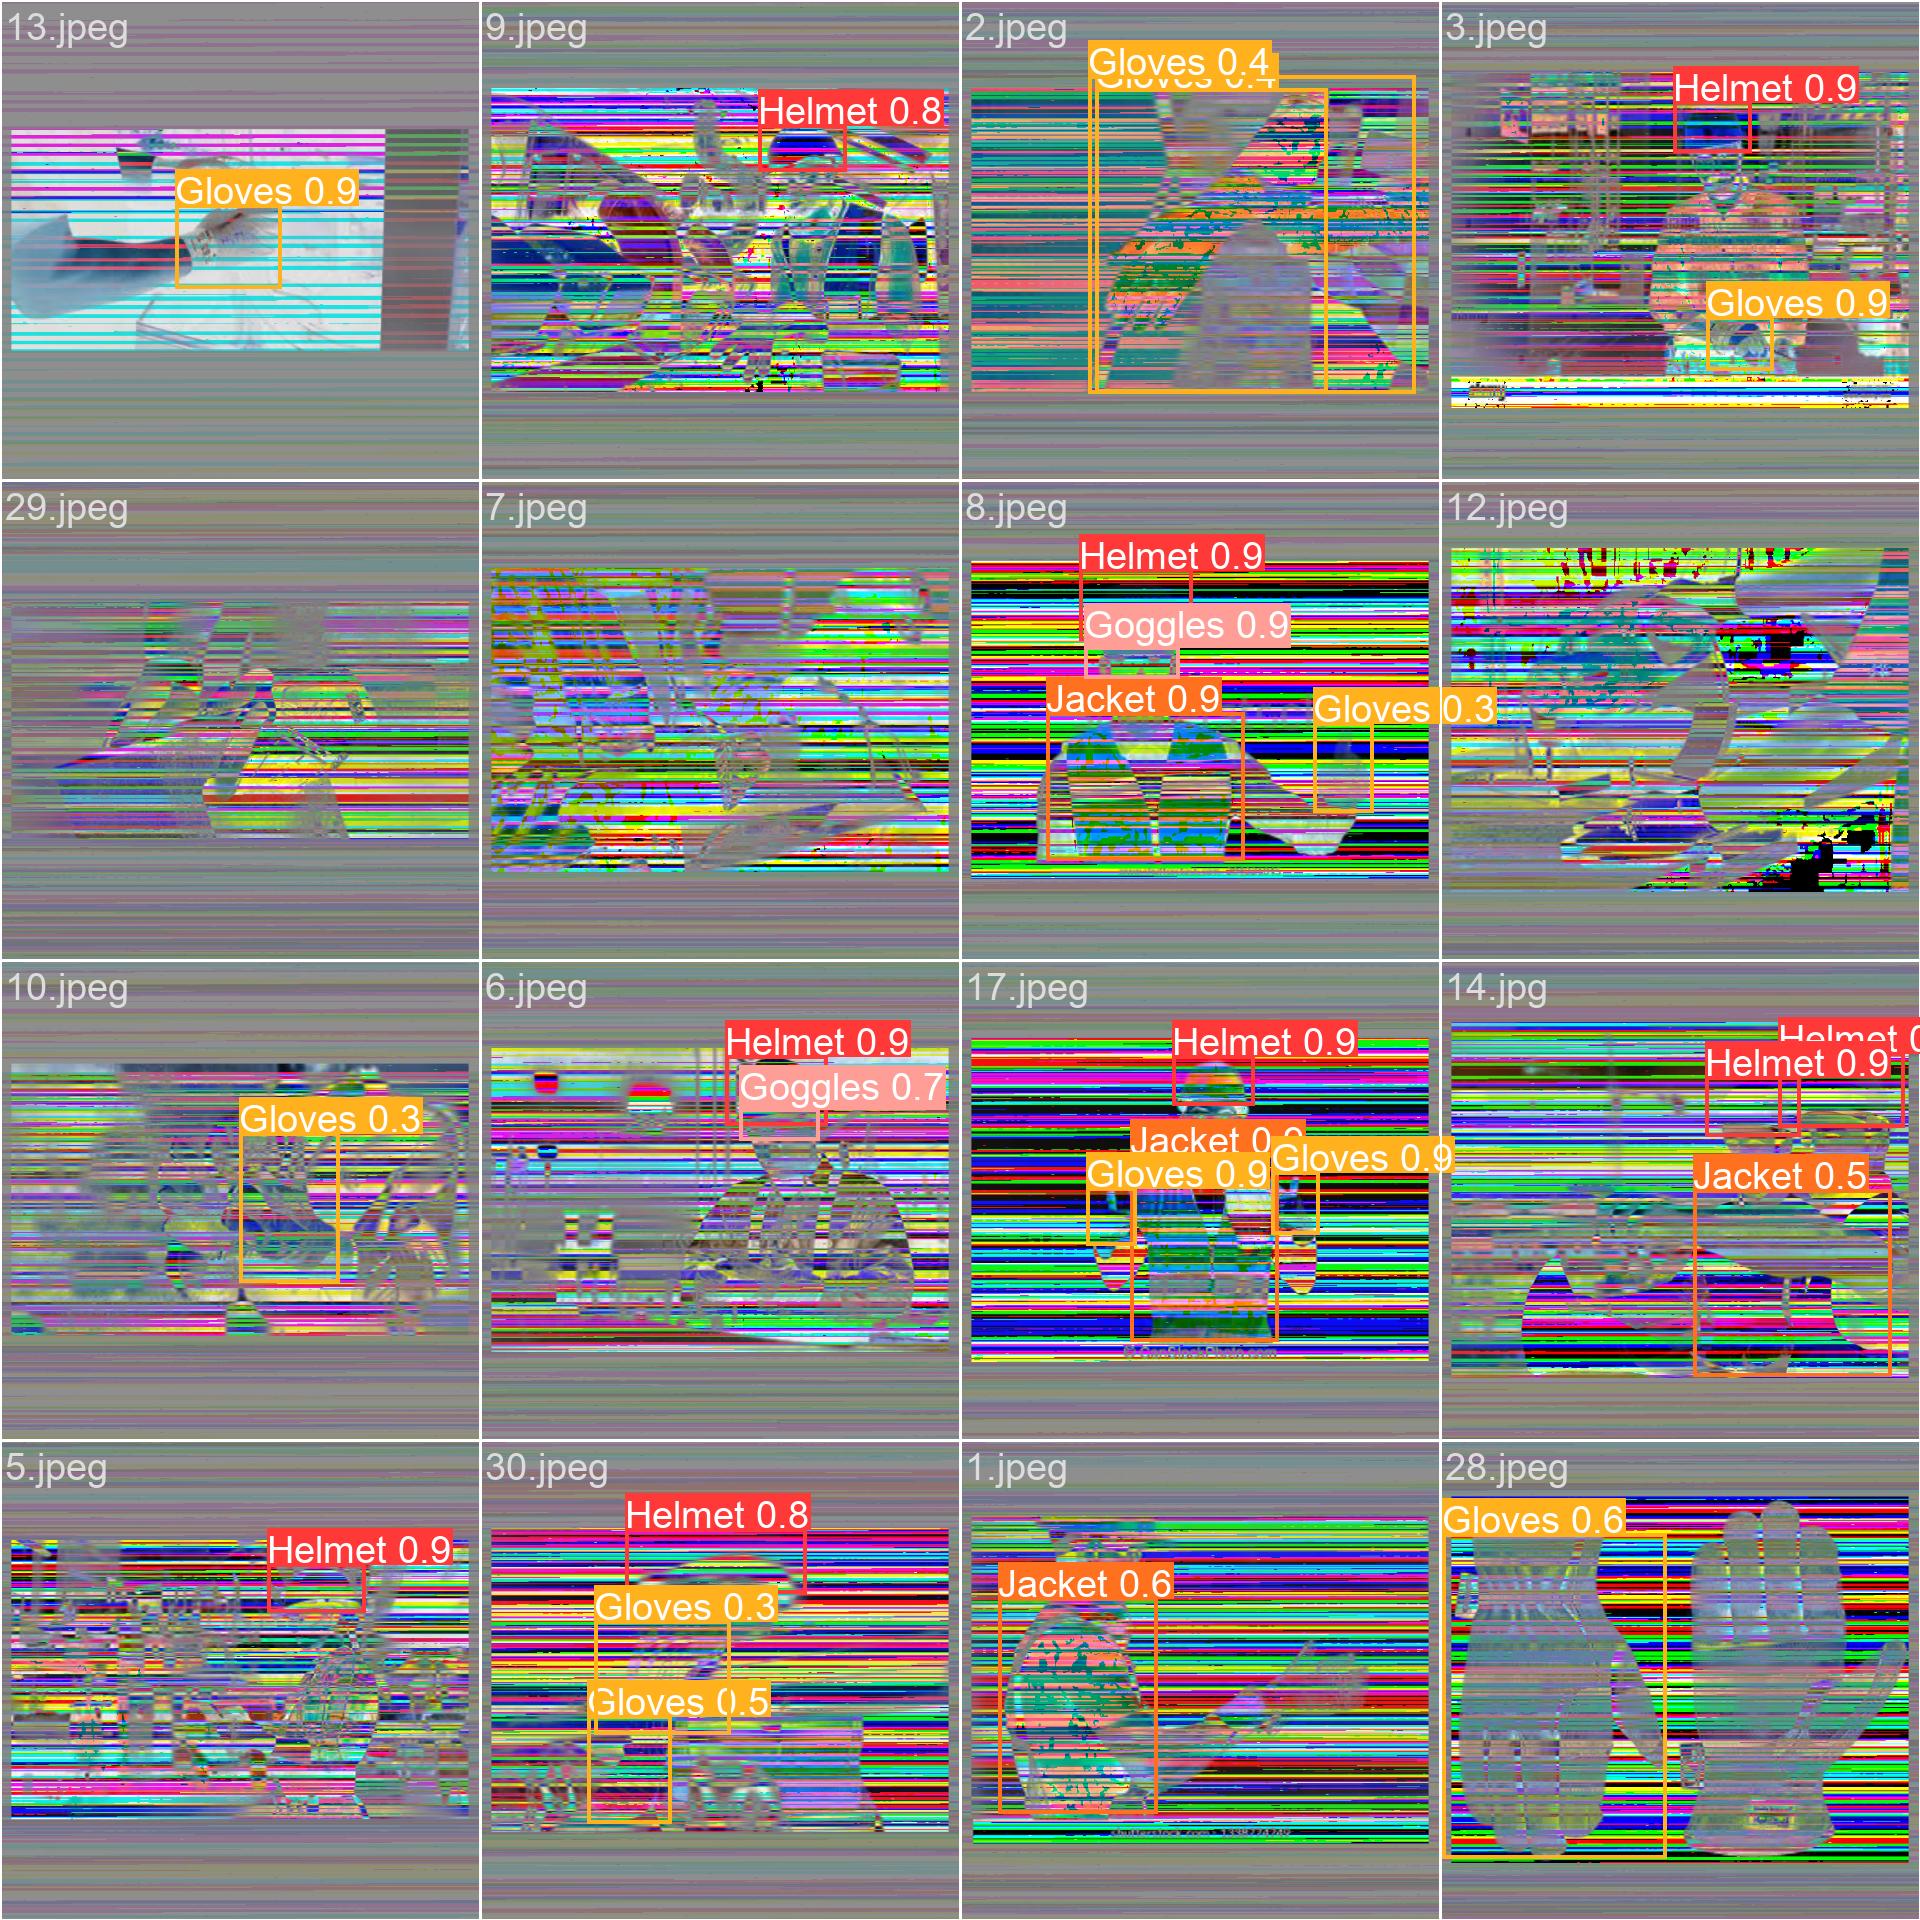 13.jpeg
Gloves 0.9
9.jpeg
Helmet 0.8
2.jpeg
Gloves 0.4
Gloves 0.4
3.jpeg
Helmet 0.9
Gloves 0.9
29.jpeg
7.jpeg
8.jpeg
Helmet 0.9
Goggles 0.9
Jacket 0.9
Gloves 0.3
12.jpeg
10.jpeg
Gloves 0.3
6.jpeg
Helmet 0.9
Goggles 0.7
17.jpeg
Helmet 0.9
Jacket 0.9
Gloves 0.9
Gloves 0.9
© CanStockPhoto.com
14.jpg
Helmet 0
Helmet 0.9
Jacket 0.5
5.jpeg
Helmet 0.9
30.jpeg
Helmet 0.8
Gloves 0.3
Gloves 0.5
1.jpeg
Jacket 0.6
28.jpeg
Gloves 0.6